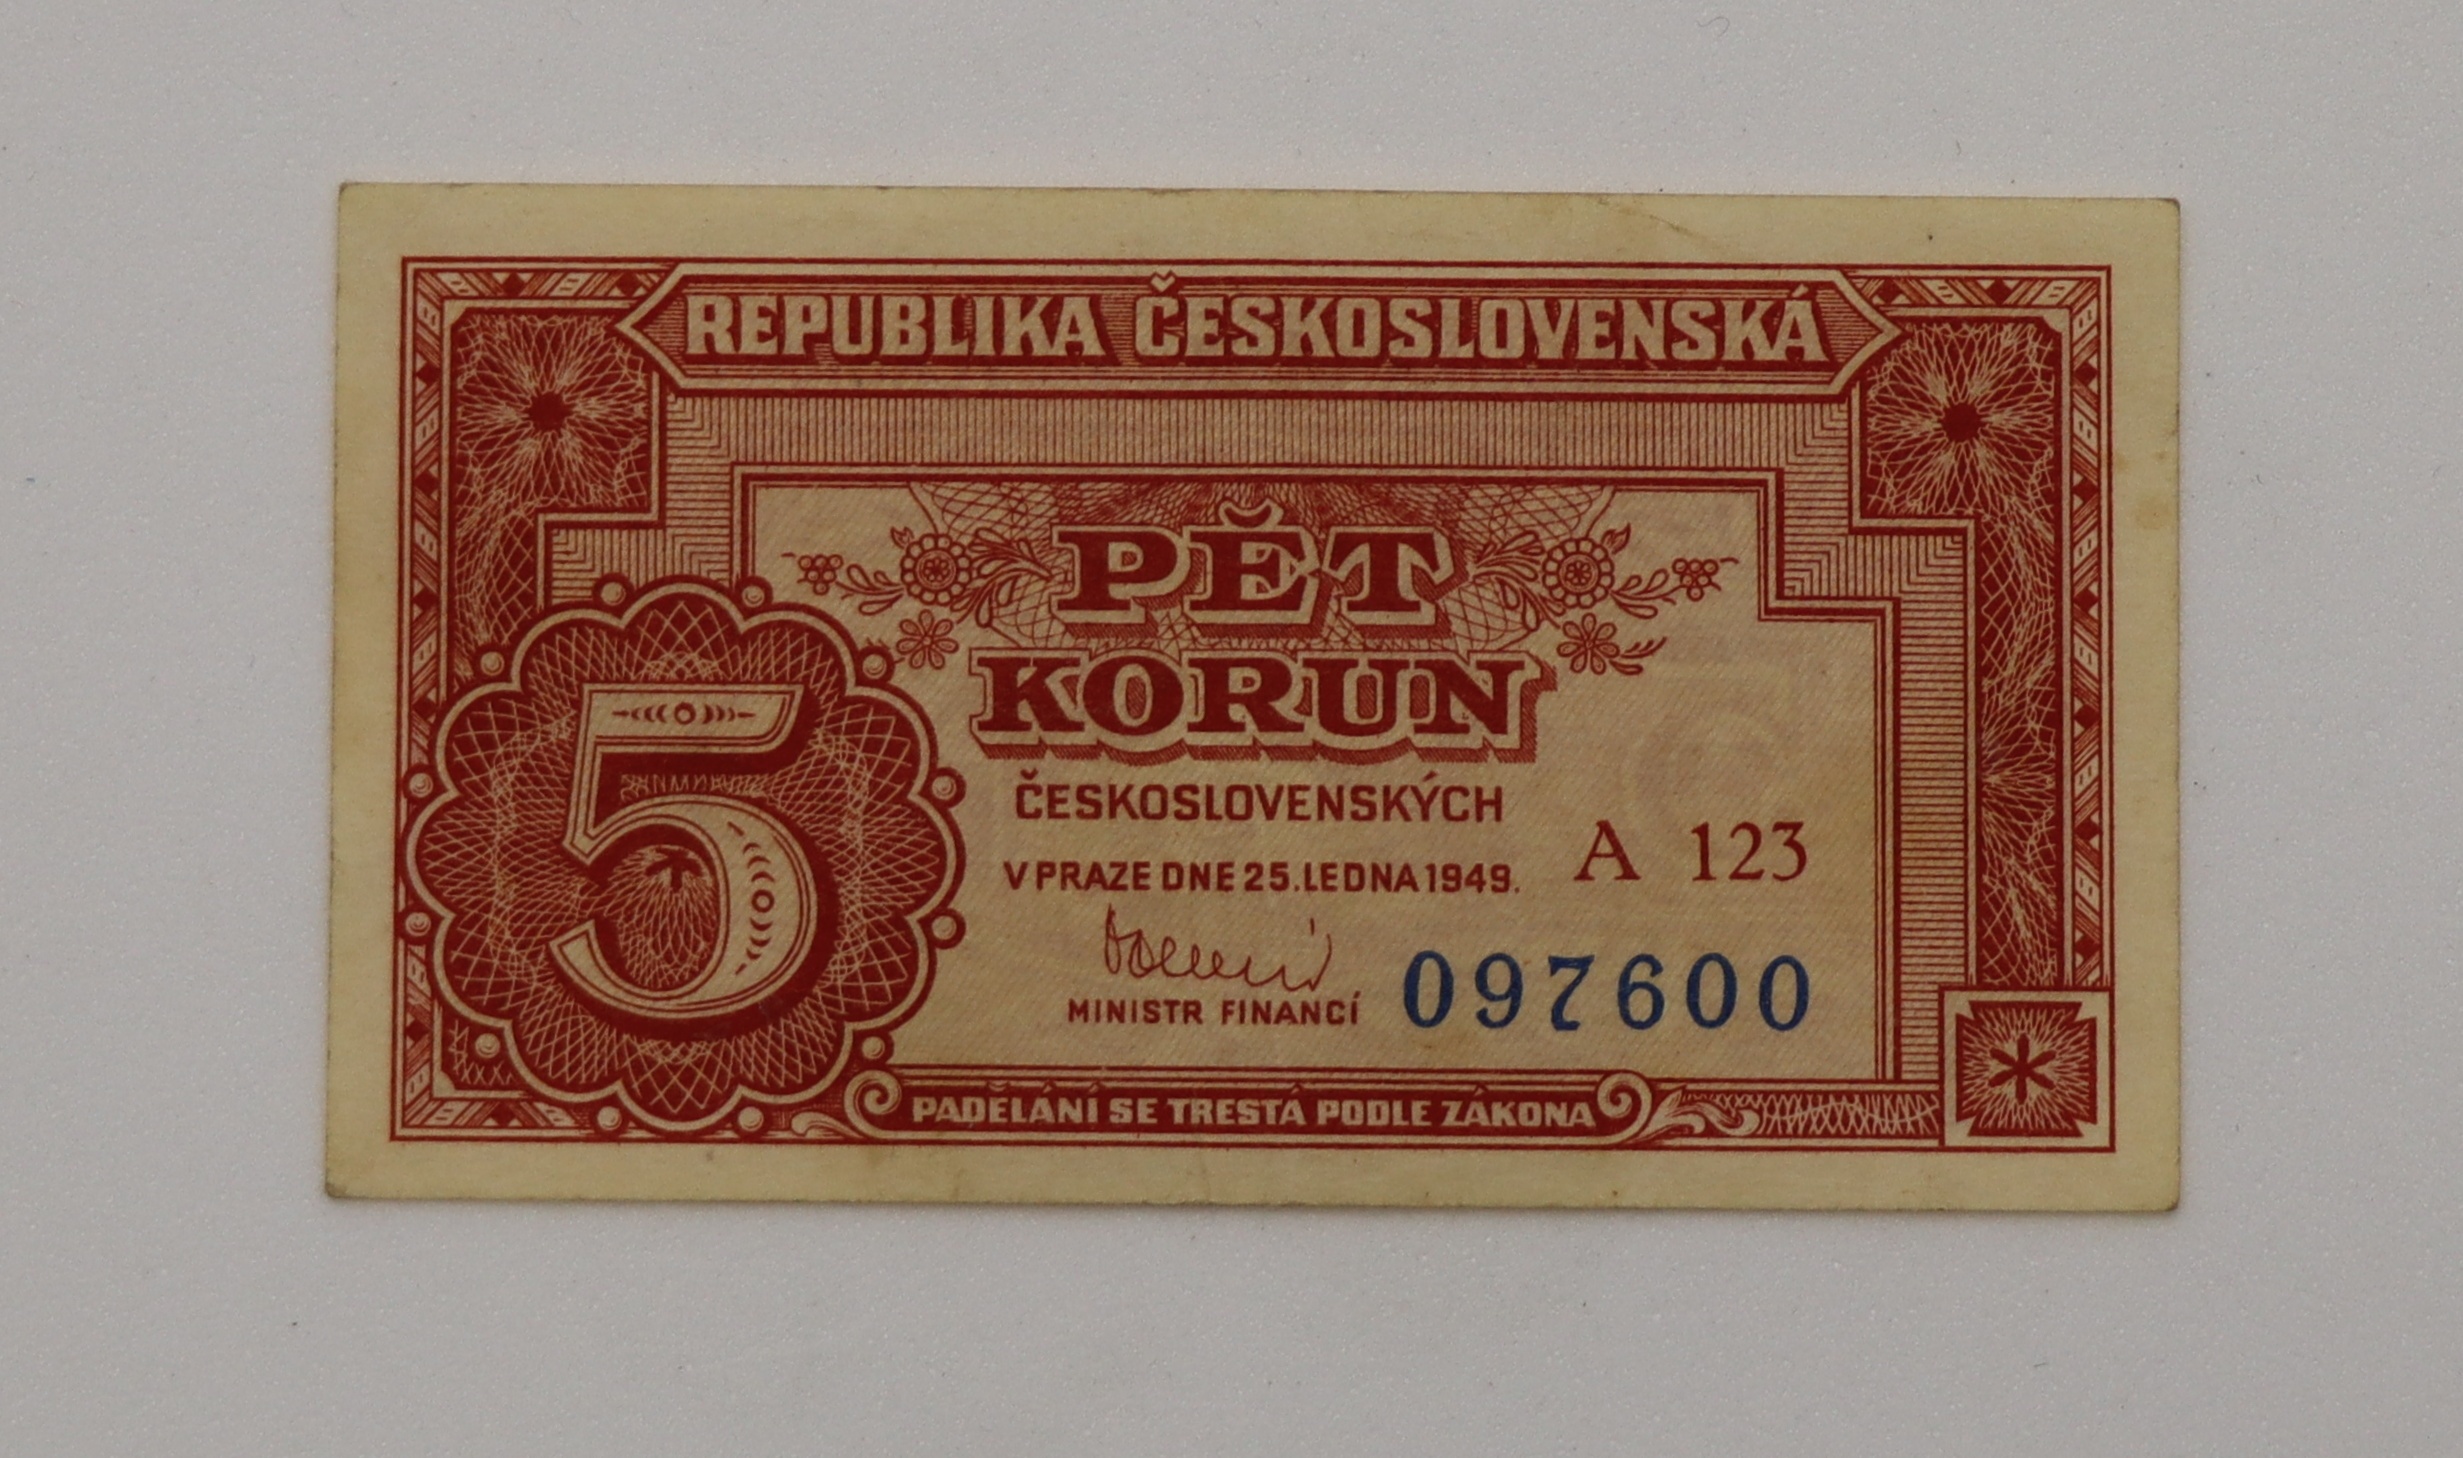 REPUBLIKA ČESKOSLOVENSKÁ
PĚT
KORUN
5
ČESKOSLOVENSKÝCH
A 123
V PRAZE DNE 25. LEDNA 1949.
MINISTR FINANCÍ
097600
PADĚLÁNÍ SE TRESTÁ PODLE ZÁKONA